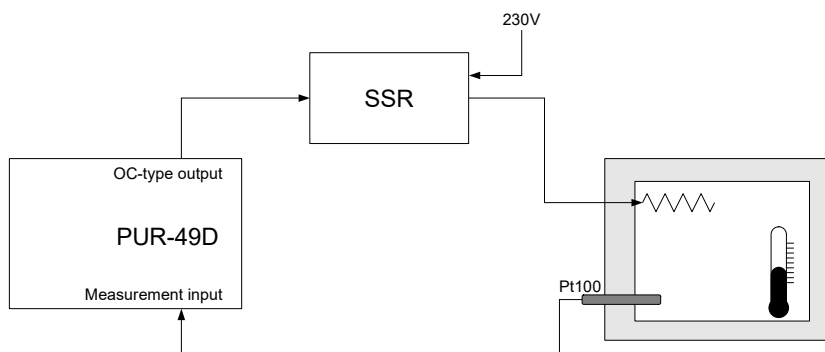 230V
SSR
OC-type output
PUR-49D
Measurement input
Pt100